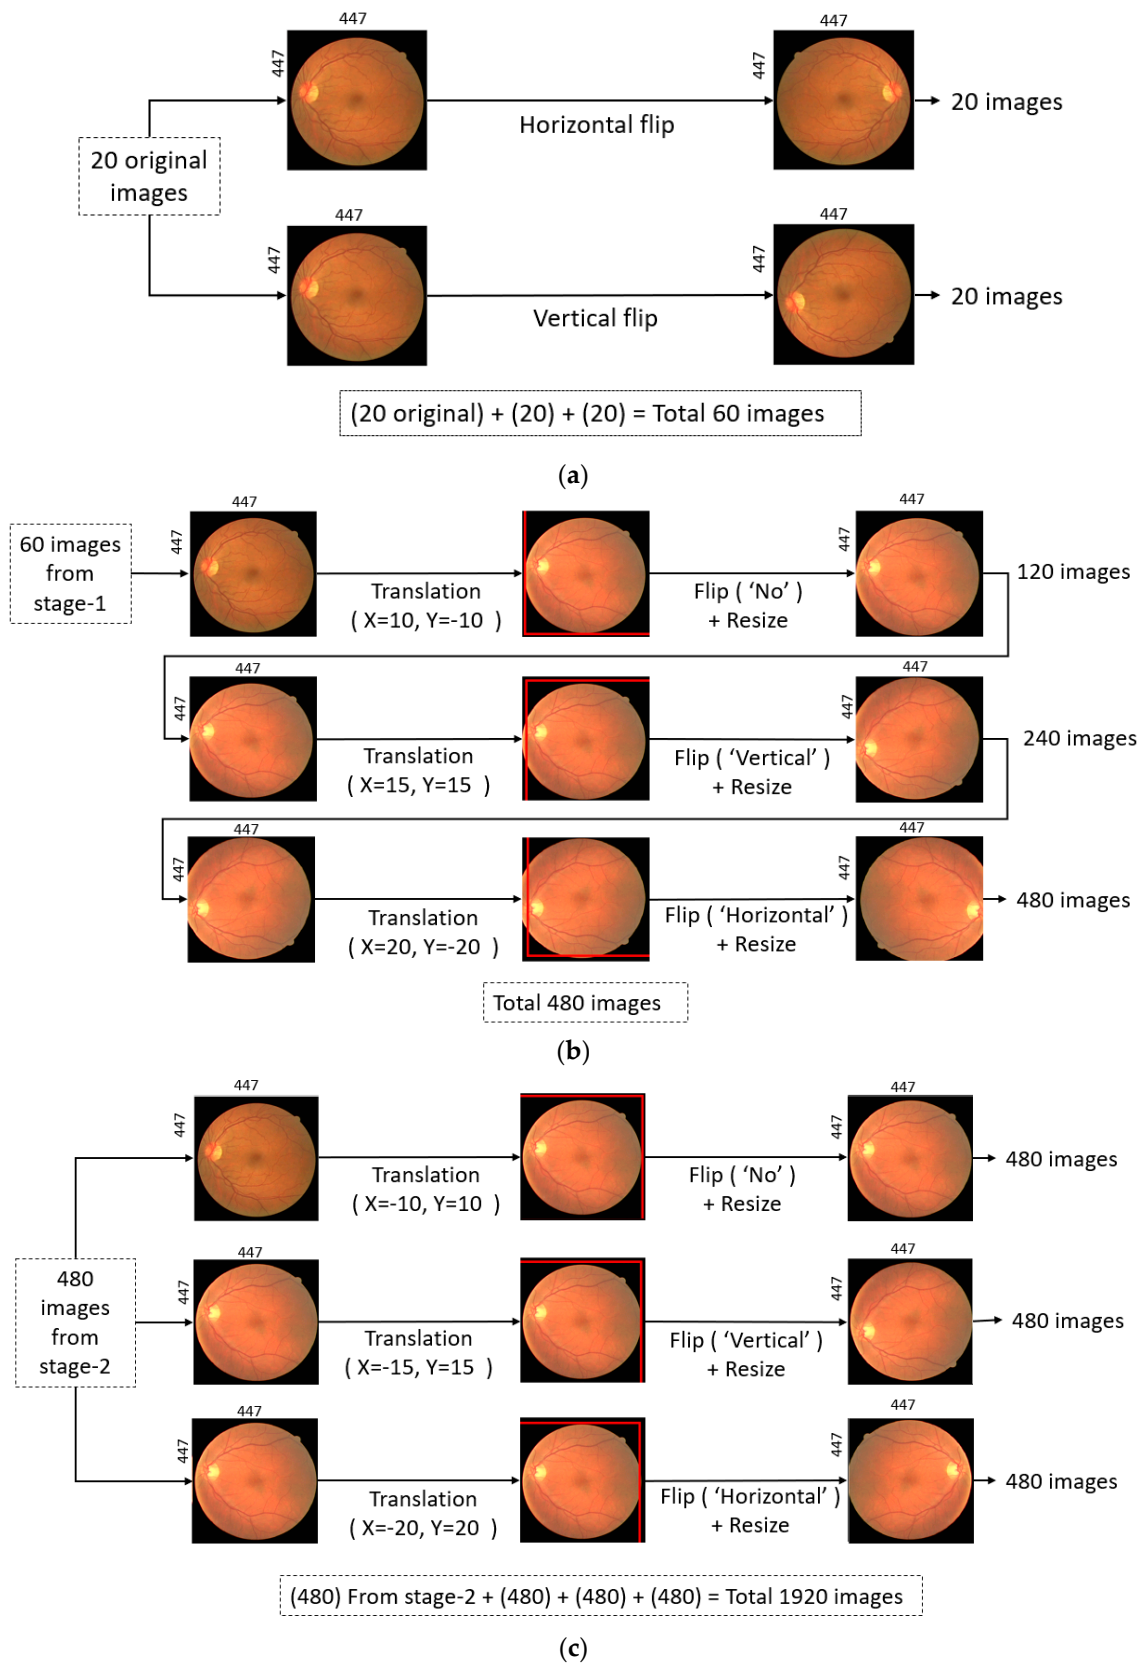 447
447
447
20 images
Horizontal flip
20 original
images
447
447
447
447
20 images
Vertical flip
(20 original) + (20) + (20) = Total 60 images
(a)
447
447
60 images
from
stage-1
447
447
Translation
( X=10, Y=-10 )
Flip ( ‘No’ )
+ Resize
120 images
447
447
447
447
Translation
( X=15, Y=15 )
Flip ( ‘Vertical’ )
+ Resize
240 images
447
447
447
447
Translation
( X=20, Y=-20 )
Flip ( ‘Horizontal’ )
+ Resize
480 images
Total 480 images
(b)
447
447
447
447
Translation
( X=-10, Y=10 )
Flip ( ‘No’ )
+ Resize
480 images
480
images
from
stage-2
447
447
447
447
Translation
( X=-15, Y=15 )
Flip ( ‘Vertical’ )
+ Resize
480 images
447
447
447
447
Translation
( X=-20, Y=20 )
Flip ( ‘Horizontal’ )
+ Resize
480 images
(480) From stage-2 + (480) + (480) + (480) = Total 1920 images
(c)